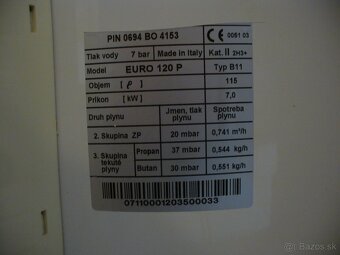 PIN 0694 BO 4153
CE 0051 03
Tlak vody 7 bar Made in Italy Kat. II 2H3+
Model EURO 120 P Typ B11
Objem [ℓ] 115
Prikon [kW] 7,0
Druh plynu Jmen. tlak plynu Spotreba plynu
2. Skupina ZP 20 mbar 0,741 m³/h
3. Skupina tekuté plyny Propan 37 mbar 0,544 kg/h
Butan 30 mbar 0,551 kg/h
07110001203500033
© Bazos.sk